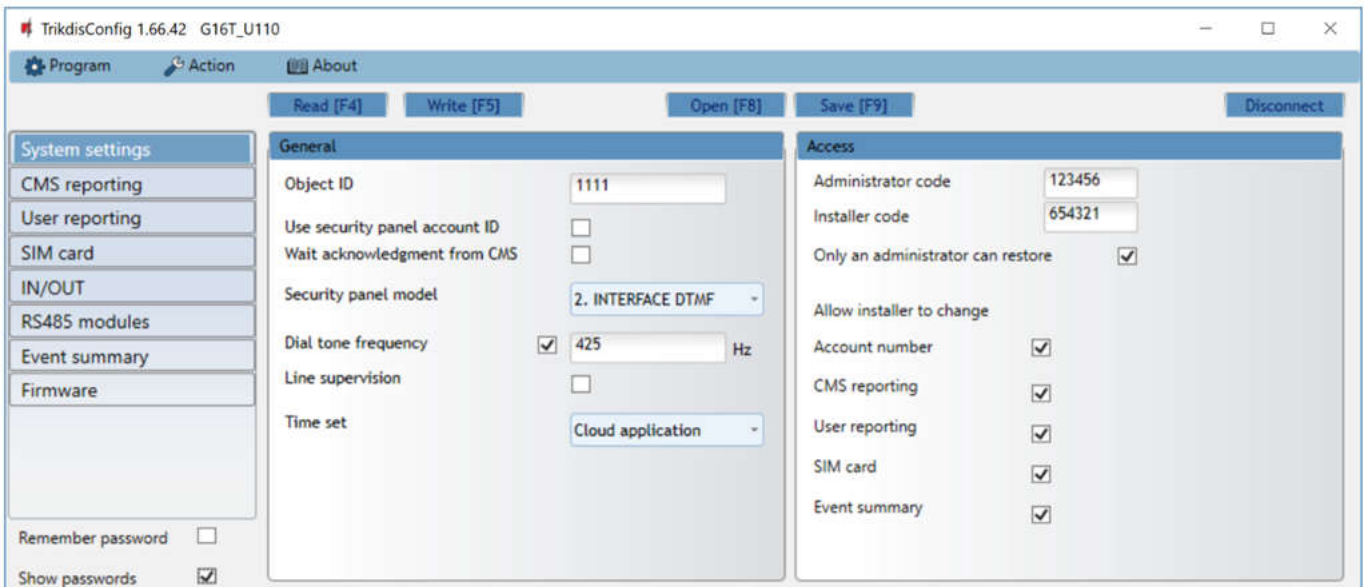 TrikdisConfig 1.66.42 G16T_U110
Program Action About
Read [F4] Write [F5] Open [F8] Save [F9] Disconnect
System settings
CMS reporting
User reporting
SIM card
IN/OUT
RS485 modules
Event summary
Firmware
Remember password
Show passwords
General
Object ID 1111
Use security panel account ID
Wait acknowledgment from CMS
Security panel model 2. INTERFACE DTMF
Dial tone frequency 425 Hz
Line supervision
Time set Cloud application
Access
Administrator code 123456
Installer code 654321
Only an administrator can restore
Allow installer to change
Account number
CMS reporting
User reporting
SIM card
Event summary